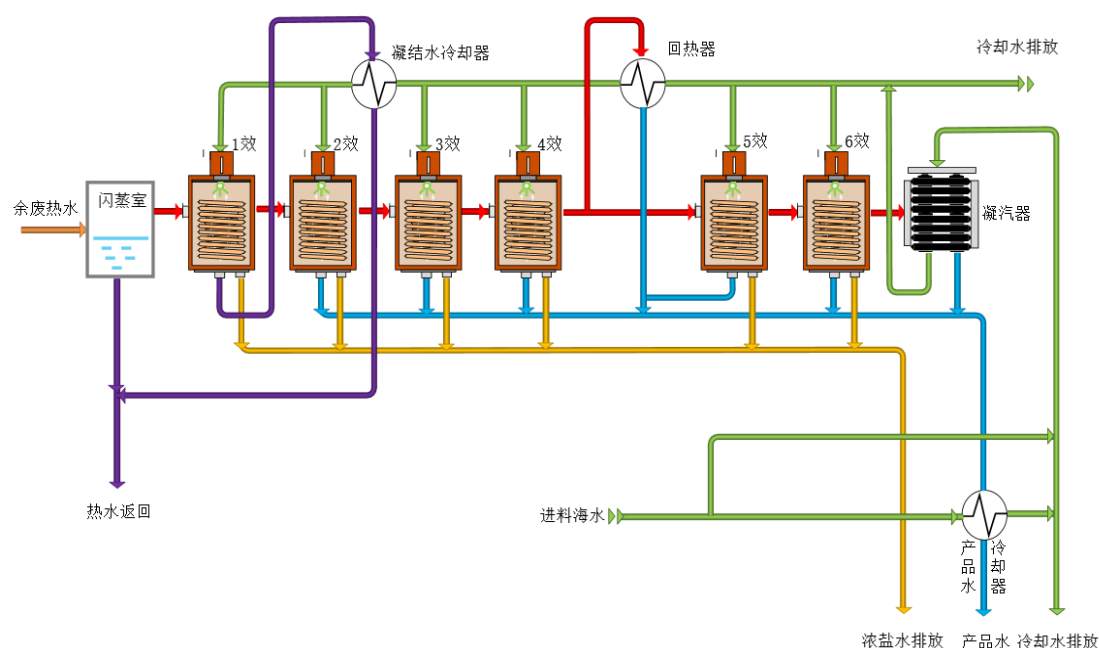 凝结水冷却器
回热器
冷却水排放
1效
2效
3效
4效
5效
6效
余废热水
闪蒸室
凝汽器
热水返回
进料海水
产品水
冷却器
浓盐水排放
产品水
冷却水排放